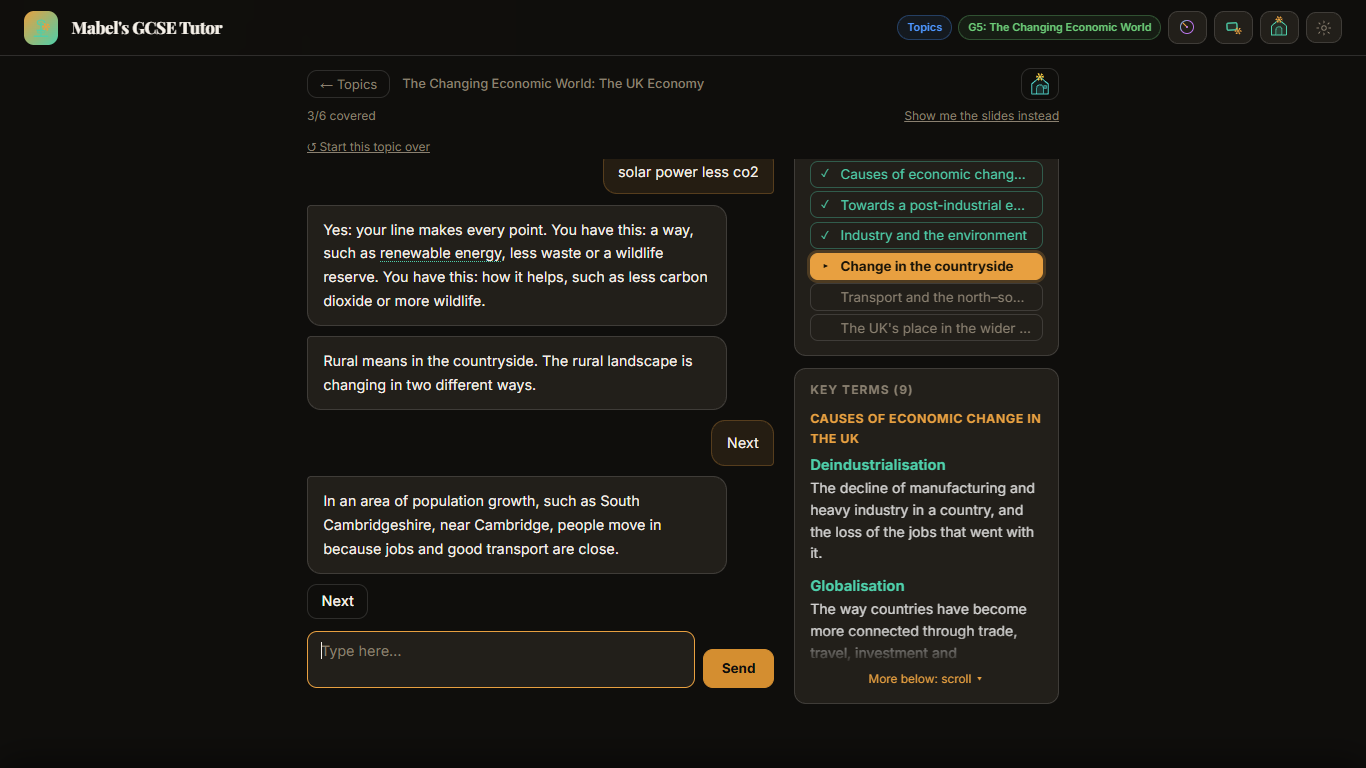 Mabel's GCSE Tutor
Topics
G5: The Changing Economic World
← Topics
The Changing Economic World: The UK Economy
3/6 covered
Show me the slides instead
↺ Start this topic over
solar power less co2
Yes: your line makes every point. You have this: a way,
such as renewable energy, less waste or a wildlife
reserve. You have this: how it helps, such as less carbon
dioxide or more wildlife.
Rural means in the countryside. The rural landscape is
changing in two different ways.
Next
In an area of population growth, such as South
Cambridgeshire, near Cambridge, people move in
because jobs and good transport are close.
Next
Type here...
Send
✓ Causes of economic chang...
✓ Towards a post-industrial e...
✓ Industry and the environment
▸ Change in the countryside
Transport and the north–so...
The UK's place in the wider ...
KEY TERMS (9)
CAUSES OF ECONOMIC CHANGE IN
THE UK
Deindustrialisation
The decline of manufacturing and
heavy industry in a country, and
the loss of the jobs that went with
it.
Globalisation
The way countries have become
more connected through trade,
travel, investment and
More below: scroll ▾